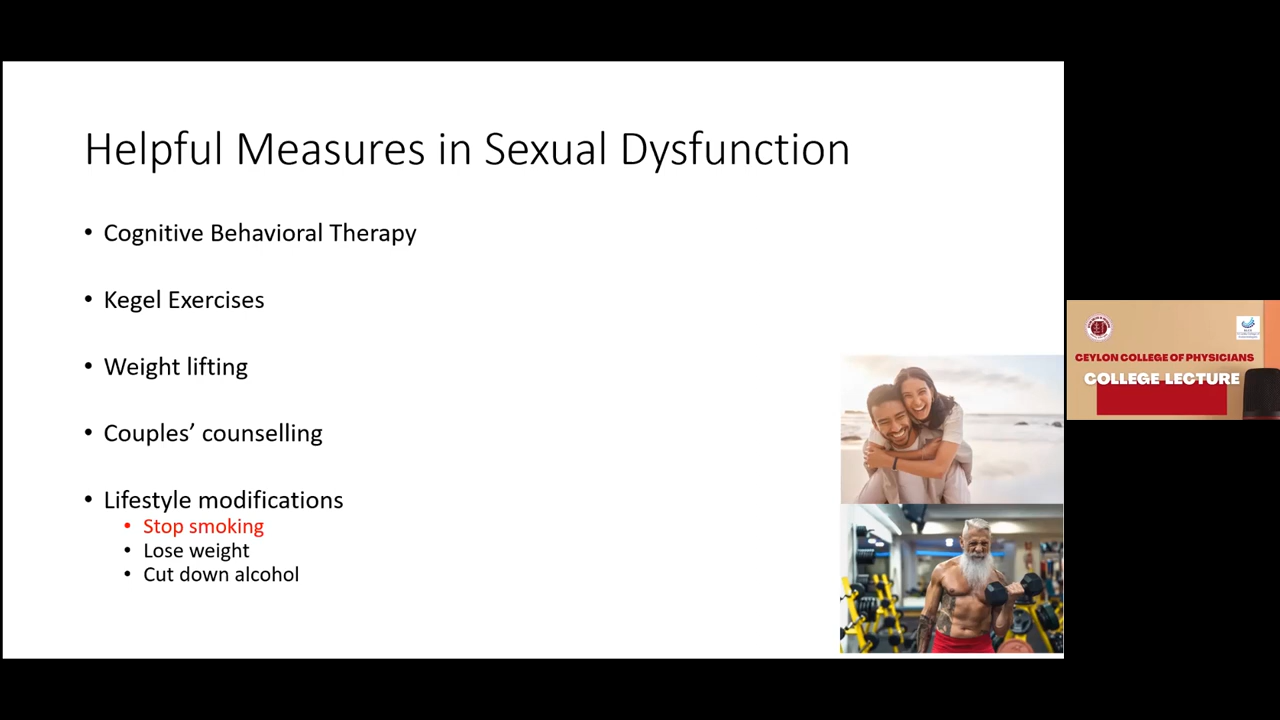 Helpful Measures in Sexual Dysfunction
• Cognitive Behavioral Therapy
• Kegel Exercises
• Weight lifting
• Couples’ counselling
• Lifestyle modifications
• Stop smoking
• Lose weight
• Cut down alcohol
CEYLON COLLEGE OF PHYSICIANS
COLLEGE LECTURE